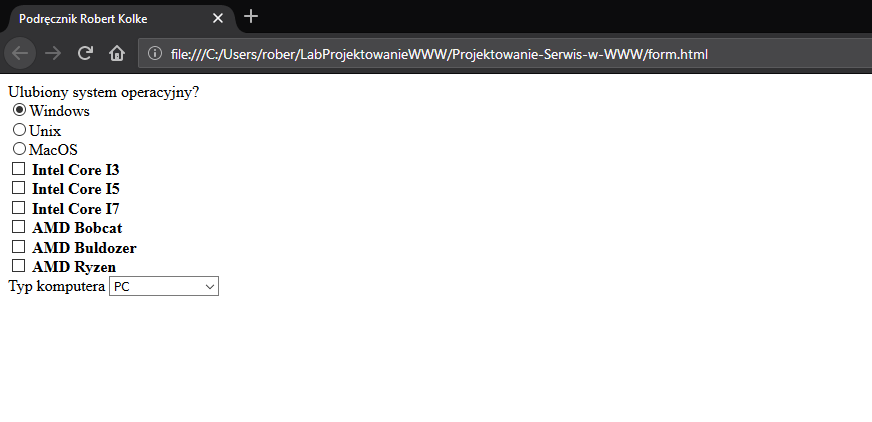 Podręcznik Robert Kolke
file:///C:/Users/rober/LabProjektowanieWWW/Projektowanie-Serwis-w-WWW/form.html
Ulubiony system operacyjny?
Windows
Unix
MacOS
Intel Core I3
Intel Core I5
Intel Core I7
AMD Bobcat
AMD Buldozer
AMD Ryzen
Typ komputera PC